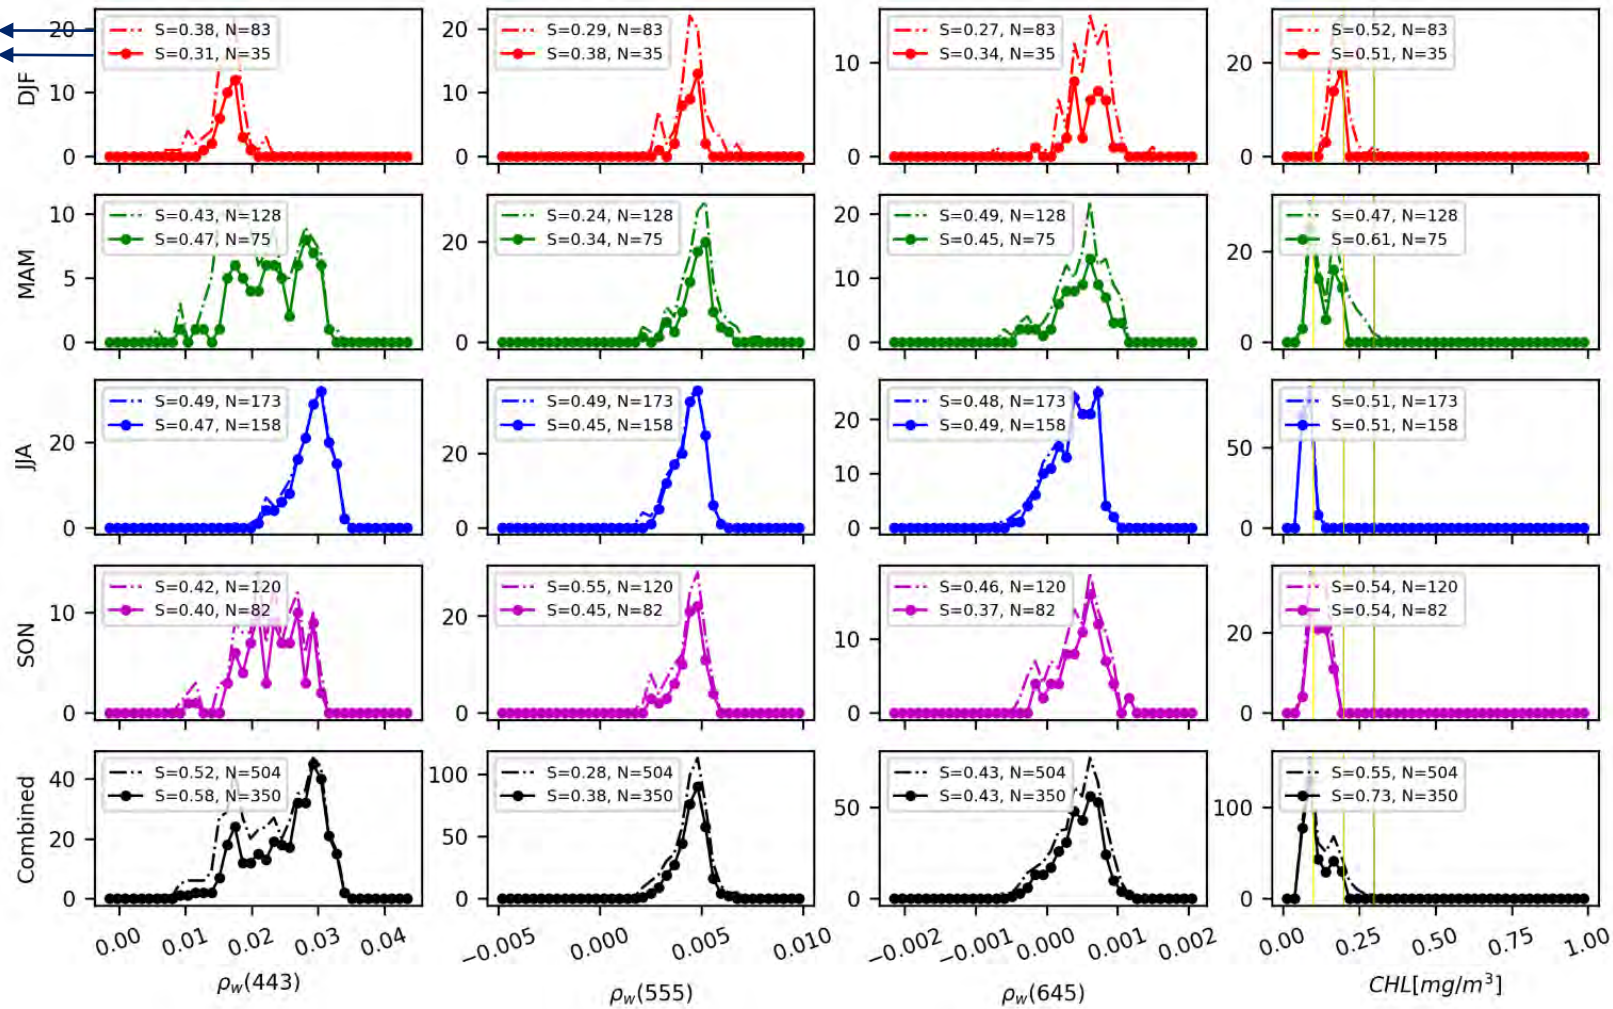 DJF
20
10
0
S=0.38, N=83
S=0.31, N=35
20
10
0
S=0.29, N=83
S=0.38, N=35
10
0
S=0.27, N=83
S=0.34, N=35
20
0
S=0.52, N=83
S=0.51, N=35
MAM
10
5
0
S=0.43, N=128
S=0.47, N=75
20
0
S=0.24, N=128
S=0.34, N=75
20
10
0
S=0.49, N=128
S=0.45, N=75
20
0
S=0.47, N=128
S=0.61, N=75
JJA
20
0
S=0.49, N=173
S=0.47, N=158
20
0
S=0.49, N=173
S=0.45, N=158
20
10
0
S=0.48, N=173
S=0.49, N=158
50
0
S=0.51, N=173
S=0.51, N=158
SON
10
0
S=0.42, N=120
S=0.40, N=82
20
0
S=0.55, N=120
S=0.45, N=82
10
0
S=0.46, N=120
S=0.37, N=82
20
0
S=0.54, N=120
S=0.54, N=82
Combined
40
20
0
S=0.52, N=504
S=0.58, N=350
100
50
0
S=0.28, N=504
S=0.38, N=350
50
0
S=0.43, N=504
S=0.43, N=350
100
0
S=0.55, N=504
S=0.73, N=350
0.00 0.01 0.02 0.03 0.04
ρw(443)
−0.005 0.000 0.005 0.010
ρw(555)
−0.002 −0.001 0.000 0.001 0.002
ρw(645)
0.00 0.25 0.50 0.75 1.00
CHL[mg/m³]